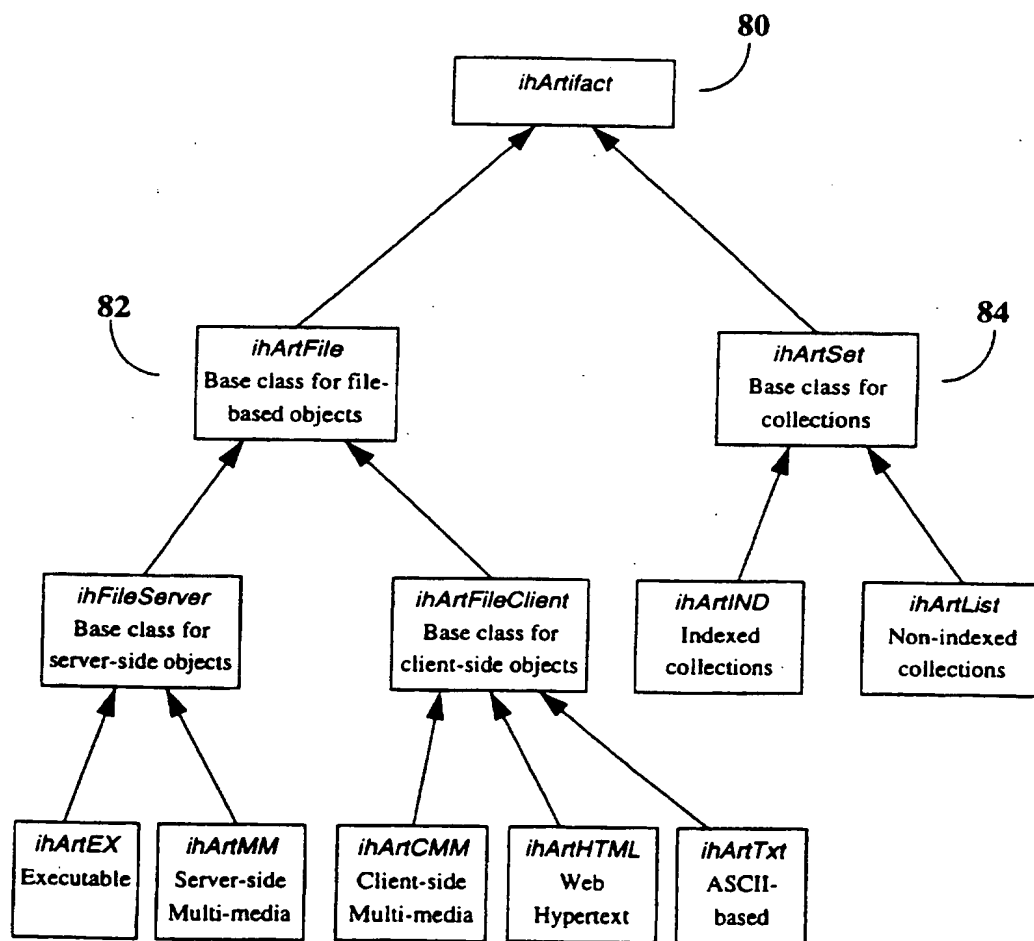 80
ihArtifact
82
84
ihArtFile
Base class for file-
based objects
ihArtSet
Base class for
collections
ihFileServer
Base class for
server-side objects
ihArtFileClient
Base class for
client-side objects
ihArtIND
Indexed
collections
ihArtList
Non-indexed
collections
ihArtEX
Executable
ihArtMM
Server-side
Multi-media
ihArtCMM
Client-side
Multi-media
ihArtHTML
Web
Hypertext
ihArtTxt
ASCII-
based